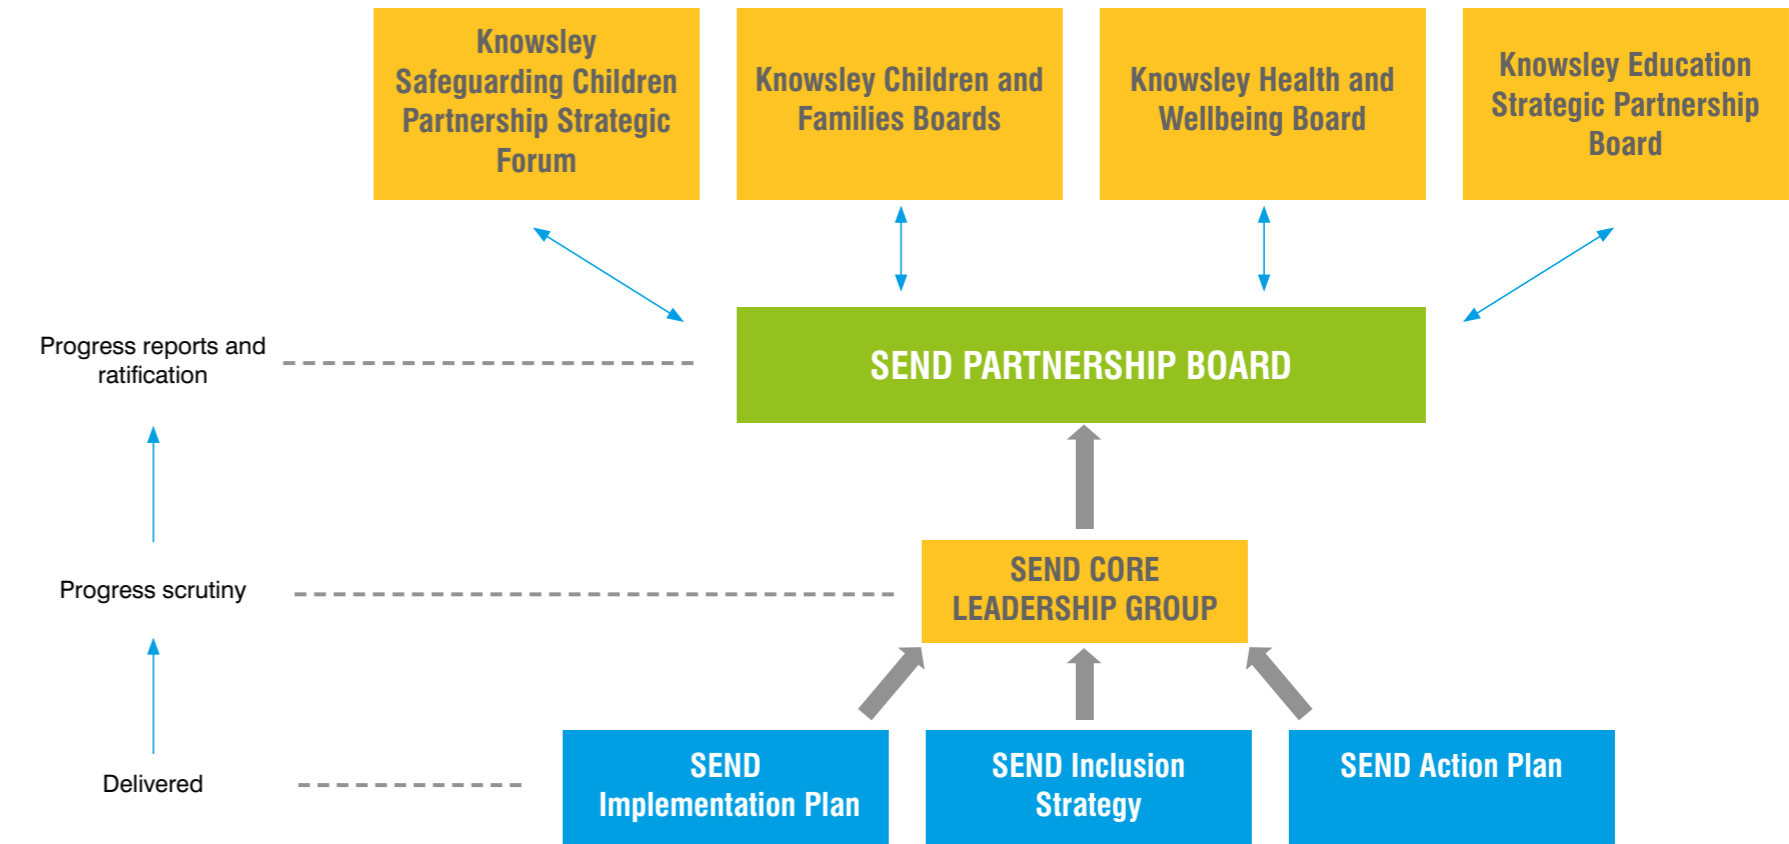 Knowsley
Safeguarding Children
Partnership Strategic
Forum
Knowsley Children and
Families Boards
Knowsley Health and
Wellbeing Board
Knowsley Education
Strategic Partnership
Board
Progress reports and
ratification
SEND PARTNERSHIP BOARD
Progress scrutiny
SEND CORE
LEADERSHIP GROUP
Delivered
SEND
Implementation Plan
SEND Inclusion
Strategy
SEND Action Plan